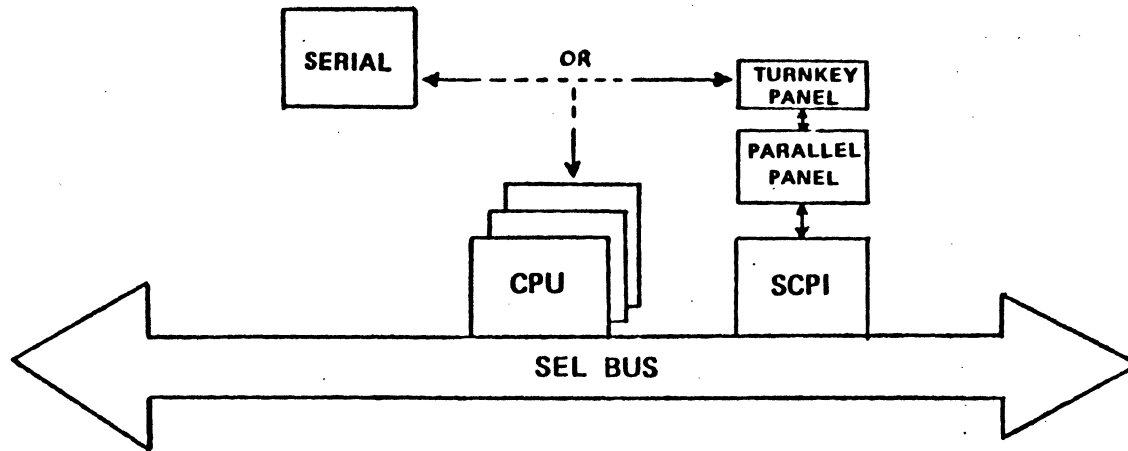 SERIAL
OR
TURNKEY
PANEL
PARALLEL
PANEL
CPU
SCPI
SEL BUS